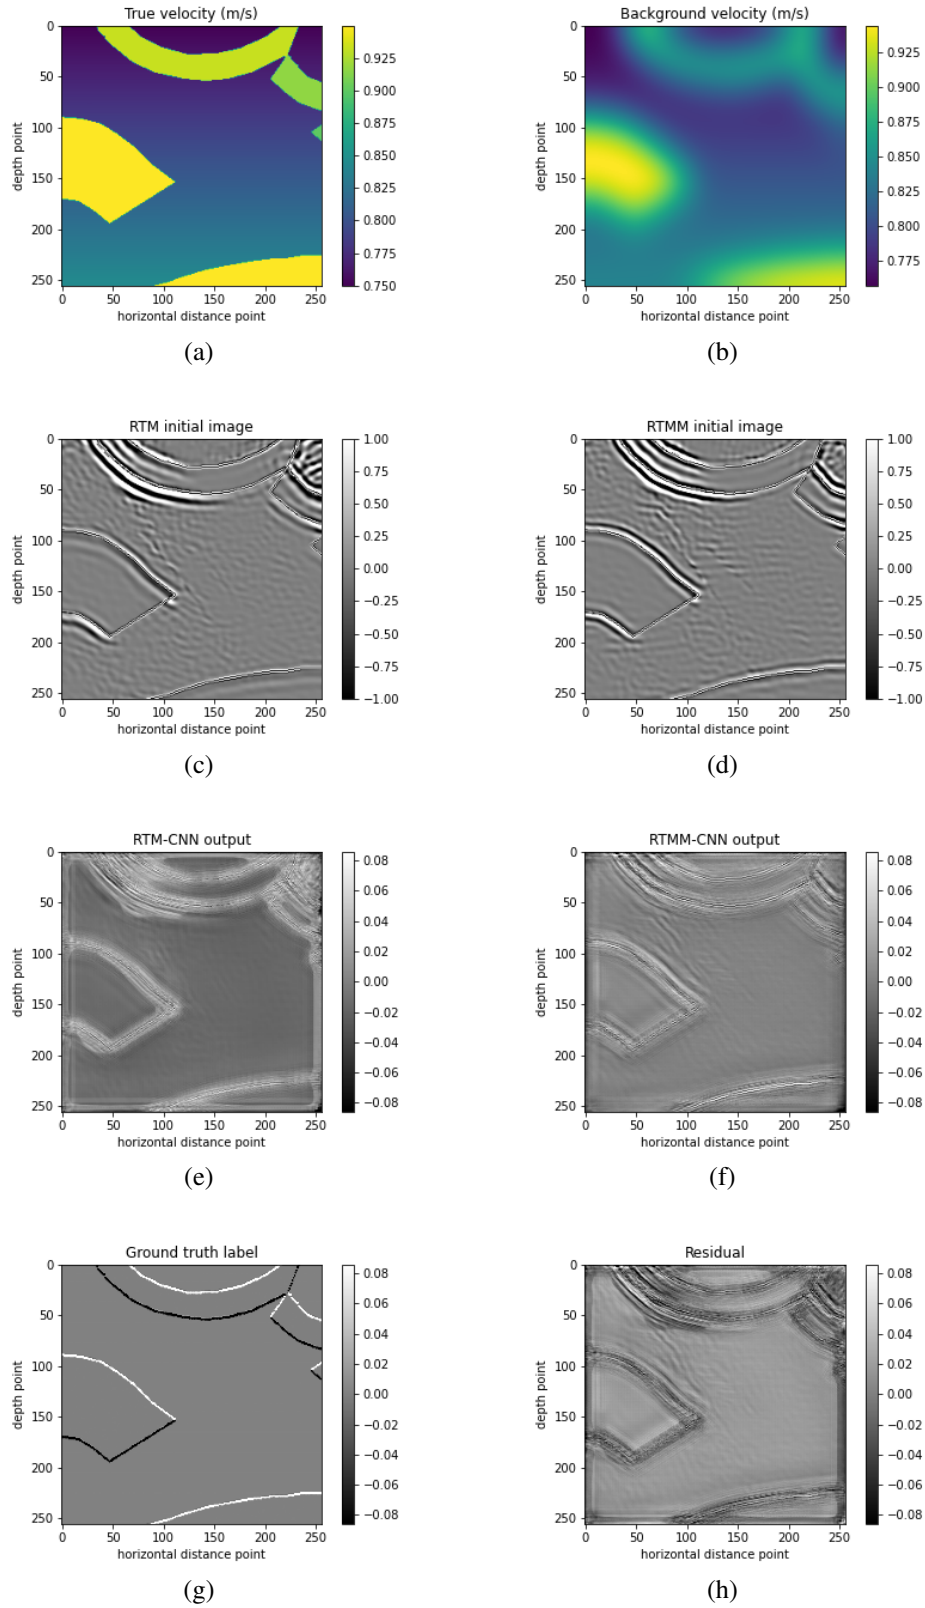 True velocity (m/s)
0
50
100
150
200
250
depth point
0 50 100 150 200 250
horizontal distance point
0.925
0.900
0.875
0.850
0.825
0.800
0.775
0.750
(a)
Background velocity (m/s)
0
50
100
150
200
250
depth point
0 50 100 150 200 250
horizontal distance point
0.925
0.900
0.875
0.850
0.825
0.800
0.775
(b)
RTM initial image
0
50
100
150
200
250
depth point
0 50 100 150 200 250
horizontal distance point
1.00
0.75
0.50
0.25
0.00
−0.25
−0.50
−0.75
−1.00
(c)
RTMM initial image
0
50
100
150
200
250
depth point
0 50 100 150 200 250
horizontal distance point
1.00
0.75
0.50
0.25
0.00
−0.25
−0.50
−0.75
−1.00
(d)
RTM-CNN output
0
50
100
150
200
250
depth point
0 50 100 150 200 250
horizontal distance point
0.08
0.06
0.04
0.02
0.00
−0.02
−0.04
−0.06
−0.08
(e)
RTMM-CNN output
0
50
100
150
200
250
depth point
0 50 100 150 200 250
horizontal distance point
0.08
0.06
0.04
0.02
0.00
−0.02
−0.04
−0.06
−0.08
(f)
Ground truth label
0
50
100
150
200
250
depth point
0 50 100 150 200 250
horizontal distance point
0.08
0.06
0.04
0.02
0.00
−0.02
−0.04
−0.06
−0.08
(g)
Residual
0
50
100
150
200
250
depth point
0 50 100 150 200 250
horizontal distance point
0.08
0.06
0.04
0.02
0.00
−0.02
−0.04
−0.06
−0.08
(h)